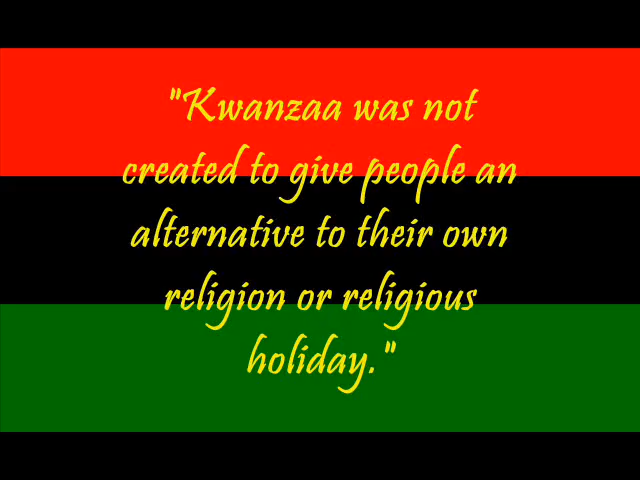 "Kwanzaa was not
created to give people an
alternative to their own
religion or religious
holiday."